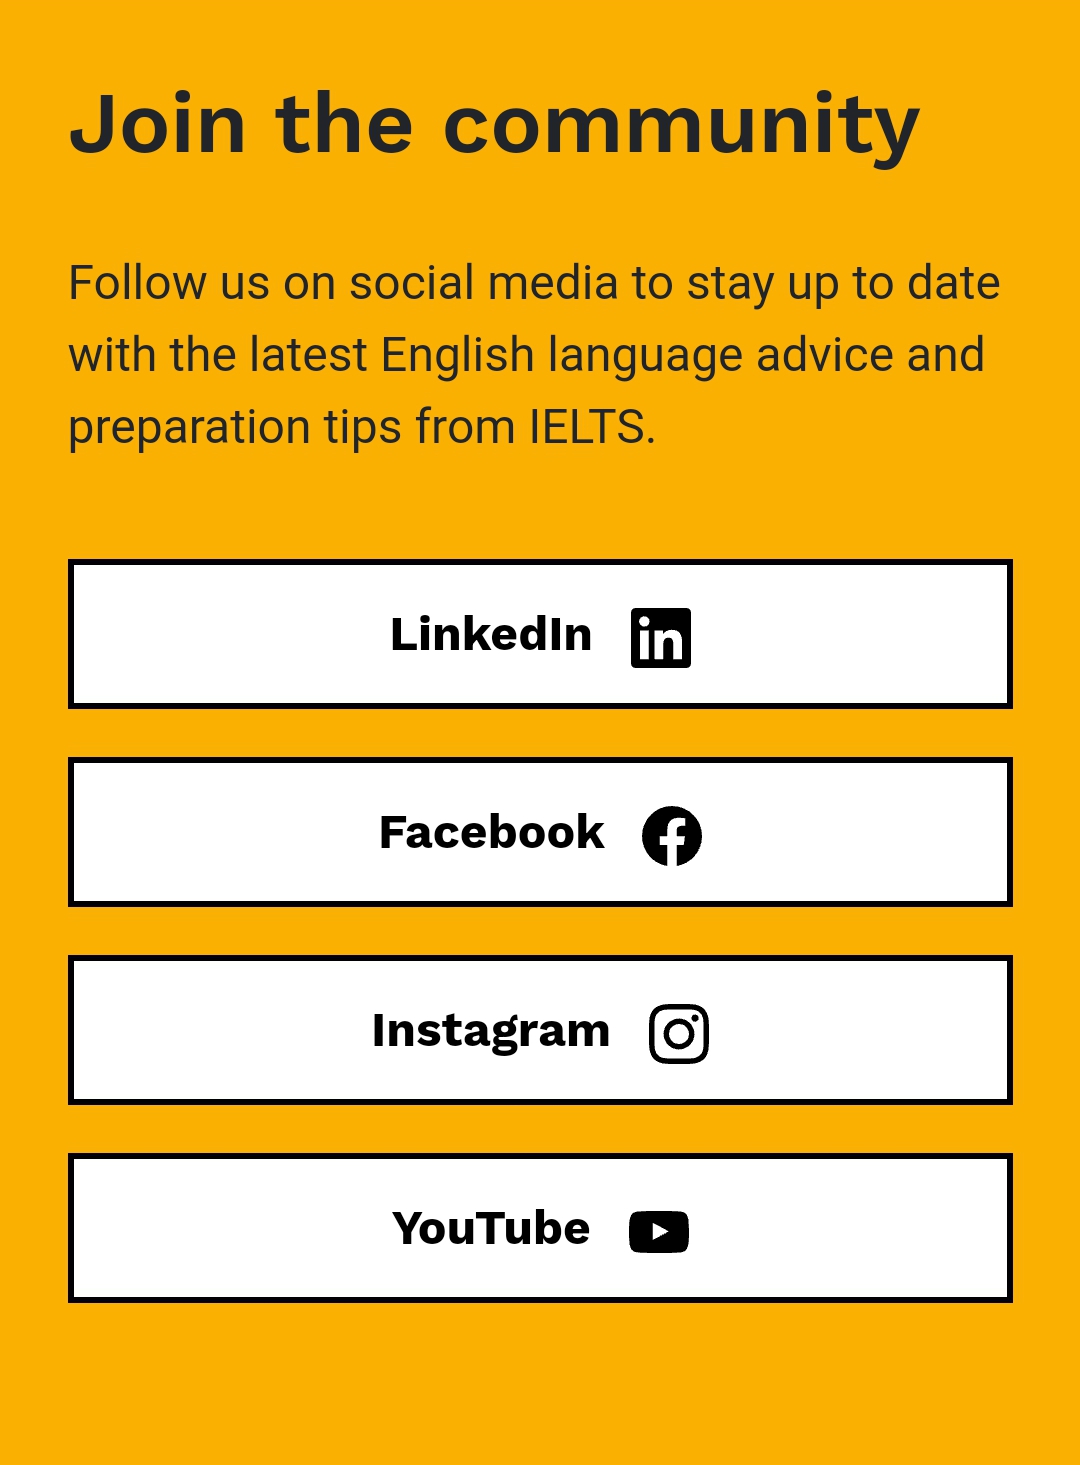 Join the community
Follow us on social media to stay up to date
with the latest English language advice and
preparation tips from IELTS.
LinkedIn
Facebook
Instagram
YouTube